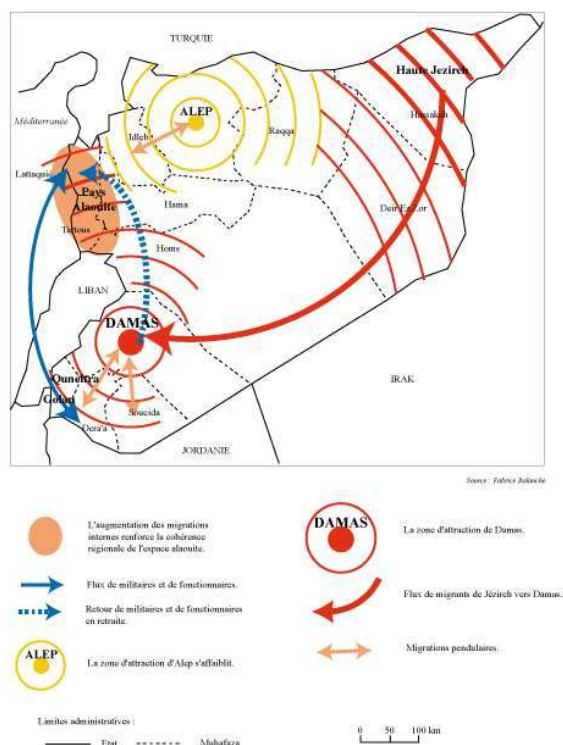 TURQUIE
Haute Jezireh
Méditerranée
ALEP
Hassakeh
Idleb
Raqqa
Lattaquié
Pays
Alaouite
Hama
Deir Ez Zor
Tartous
Homs
LIBAN
DAMAS
IRAK
Quneitra
Golan
Soueida
Dera'a
JORDANIE
Source : Fabrice Balanche
L'augmentation des migrations
internes renforce la cohérence
régionale de l'espace alaouite.
Flux de militaires et de fonctionnaires.
Retour de militaires et de fonctionnaires
en retraite.
ALEP
La zone d'attraction d'Alep s'affaiblit.
DAMAS
La zone d'attraction de Damas.
Flux de migrants de Jézireh vers Damas.
Migrations pendulaires.
Limites administratives :
Etat
Muhafaza
0 50 100 km